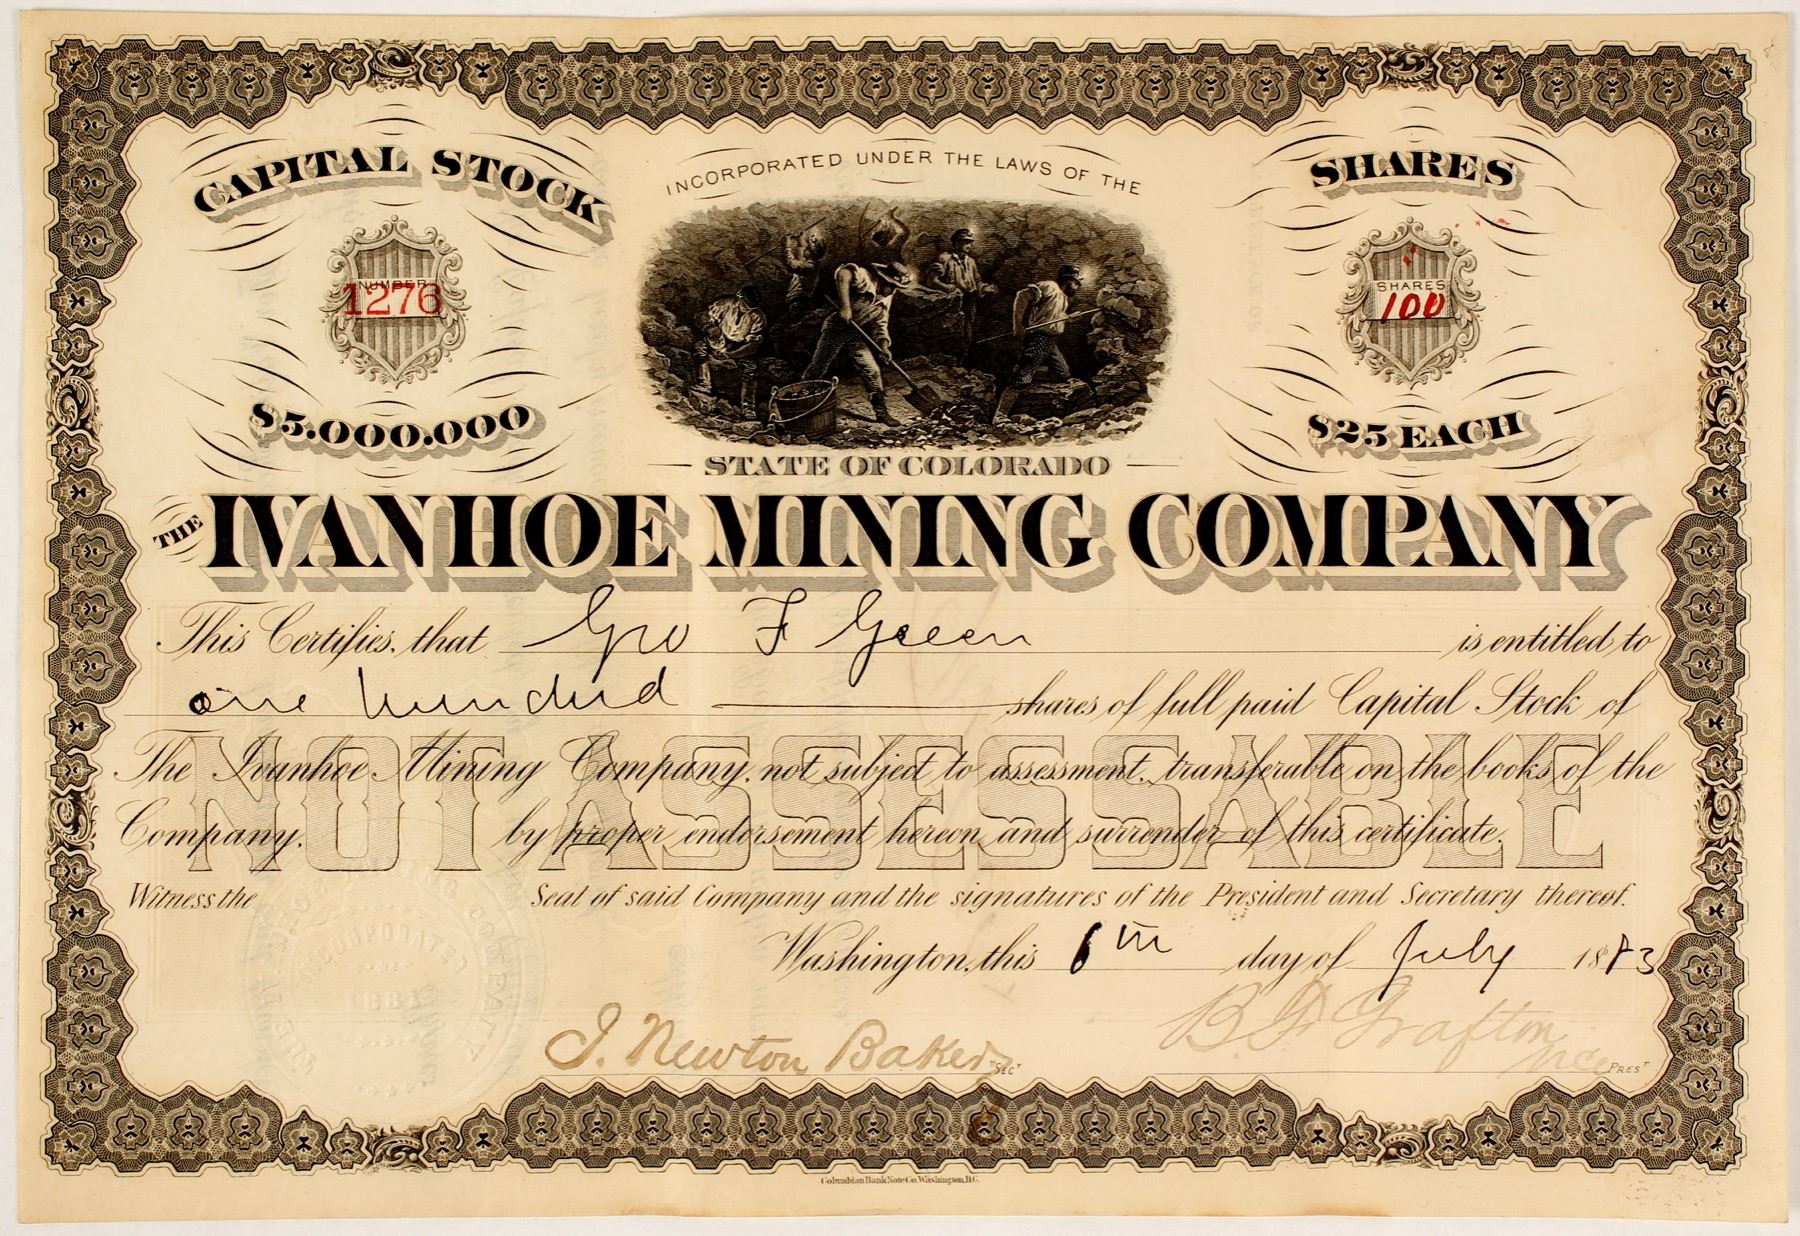 CAPITAL STOCK
NUMBER
1276
$5.000.000
INCORPORATED UNDER THE LAWS OF THE
STATE OF COLORADO
SHARES
SHARES
100
$25 EACH
THE IVANHOE MINING COMPANY
This Certifies, that Geo F Green is entitled to
one hundred shares of full paid Capital Stock of
The Ivanhoe Mining Company, not subject to assessment, transferable on the books of the
Company. by proper endorsement hereon and surrender of this certificate.
NOT ASSESSABLE
Witness the Seal of said Company and the signatures of the President and Secretary thereof.
Washington, this 6th day of July 1883
J. Newton Baker SECT
B. F. Grafton Vice PREST
Columbian Bank Note Co. Washington, D.C.